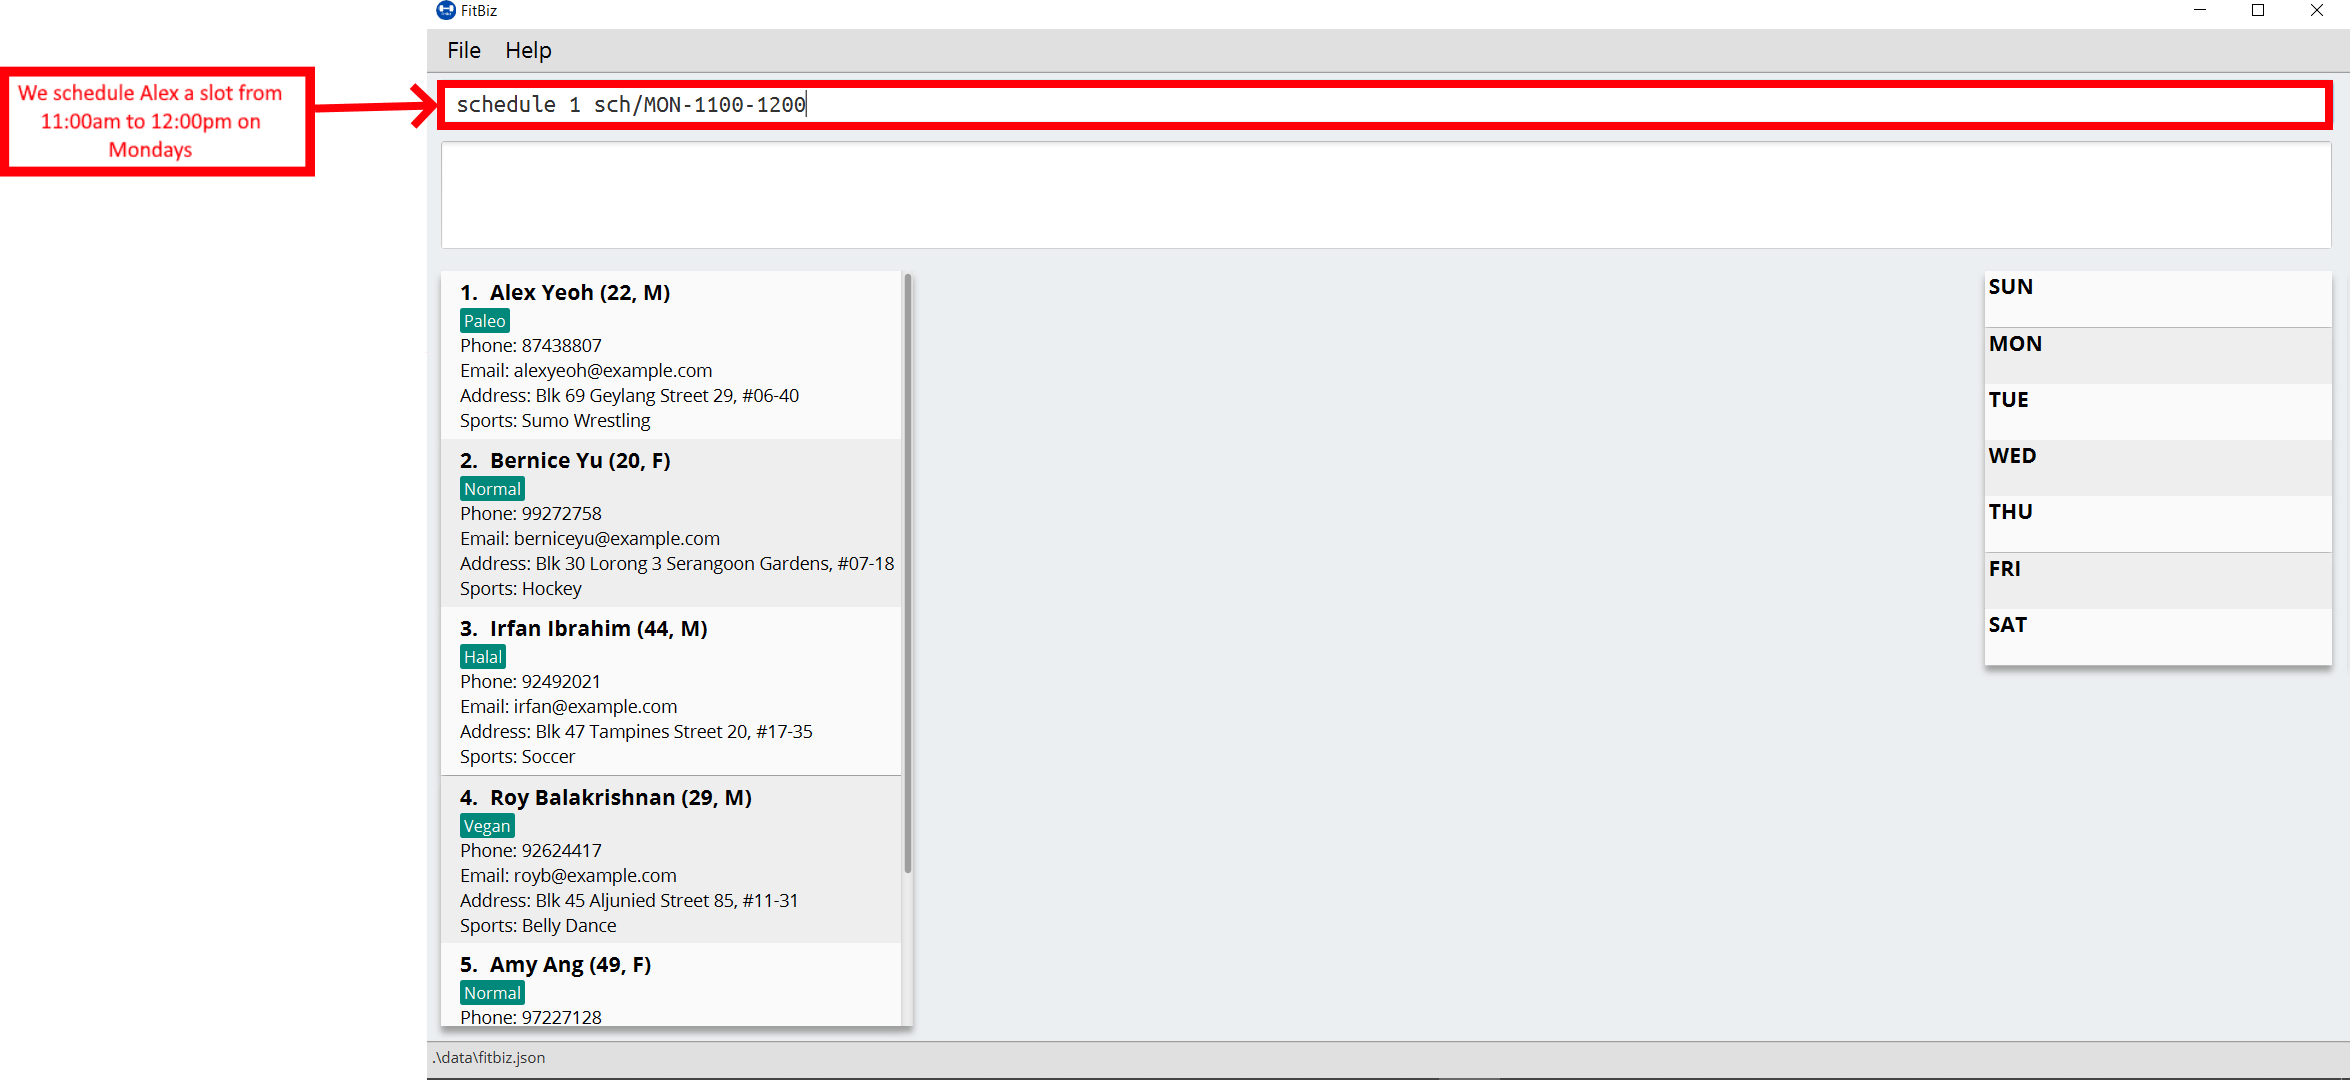 FitBiz
File Help
We schedule Alex a slot from
11:00am to 12:00pm on
Mondays
schedule 1 sch/MON-1100-1200
1. Alex Yeoh (22, M)
Paleo
Phone: 87438807
Email: alexyeoh@example.com
Address: Blk 69 Geylang Street 29, #06-40
Sports: Sumo Wrestling
2. Bernice Yu (20, F)
Normal
Phone: 99272758
Email: berniceyu@example.com
Address: Blk 30 Lorong 3 Serangoon Gardens, #07-18
Sports: Hockey
3. Irfan Ibrahim (44, M)
Halal
Phone: 92492021
Email: irfan@example.com
Address: Blk 47 Tampines Street 20, #17-35
Sports: Soccer
4. Roy Balakrishnan (29, M)
Vegan
Phone: 92624417
Email: royb@example.com
Address: Blk 45 Aljunied Street 85, #11-31
Sports: Belly Dance
5. Amy Ang (49, F)
Normal
Phone: 97227128
SUN
MON
TUE
WED
THU
FRI
SAT
.\data\fitbiz.json